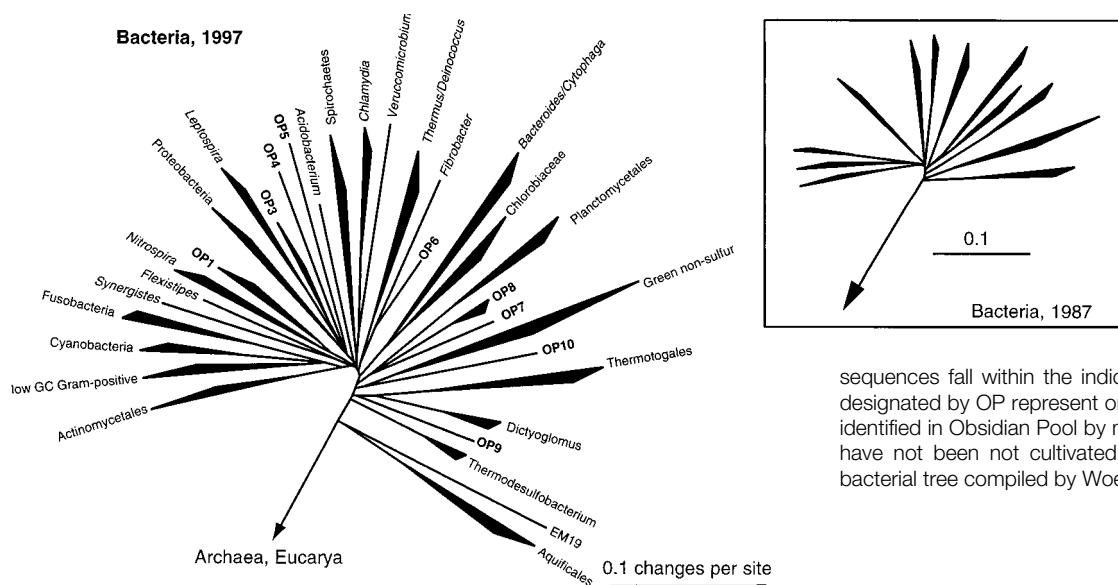 Bacteria, 1997
Actinomycetales
low GC Gram-positive
Cyanobacteria
Fusobacteria
Synergistes
Flexistipes
Nitrospira
OP1
Proteobacteria
Leptospira
OP3
OP4
OP5
Acidobacterium
Spirochaetes
Chlamydia
Verucomicrobium
Thermus/Deinococcus
Fibrobacter
OP6
Bacteroides/Cytophaga
Chlorobiaceae
Planctomycetales
OP8
OP7
Green non-sulfur
OP10
Thermotogales
Dictyoglomus
OP9
Thermodesulfobacterium
EM19
Aquificales
Archaea, Eucarya
0.1 changes per site
0.1
Bacteria, 1987
sequences fall within the indic
designated by OP represent
identified in Obsidian Pool by
have not been not cultivated
bacterial tree compiled by Woe